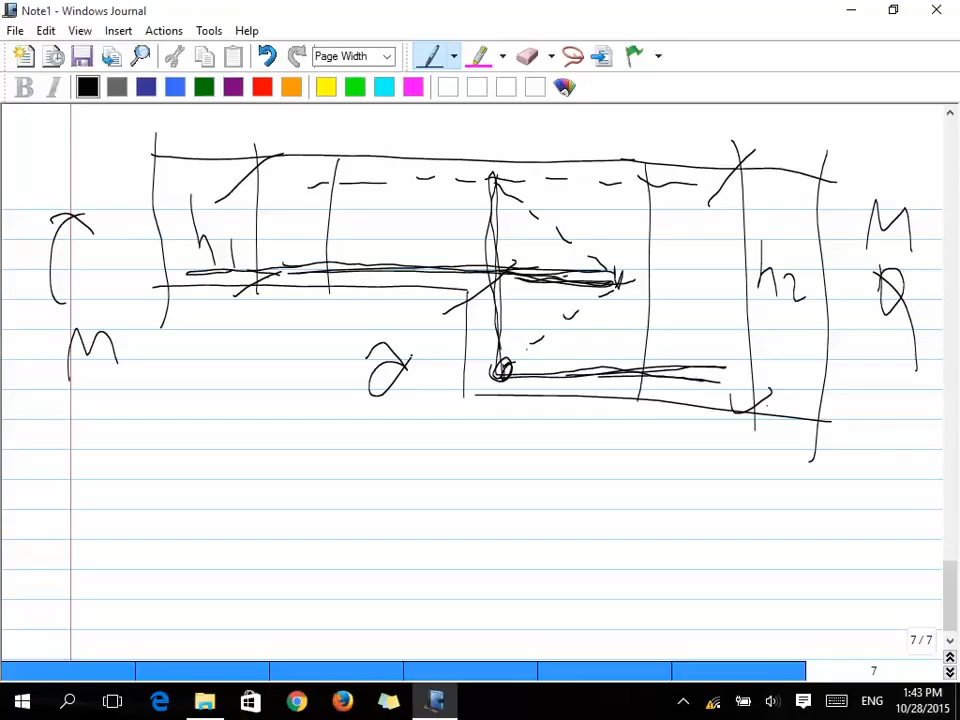 Note1 - Windows Journal
File Edit View Insert Actions Tools Help
Page Width
B I
h1
h2
M
M
a
7 / 7
7
ENG
1:43 PM
10/28/2015